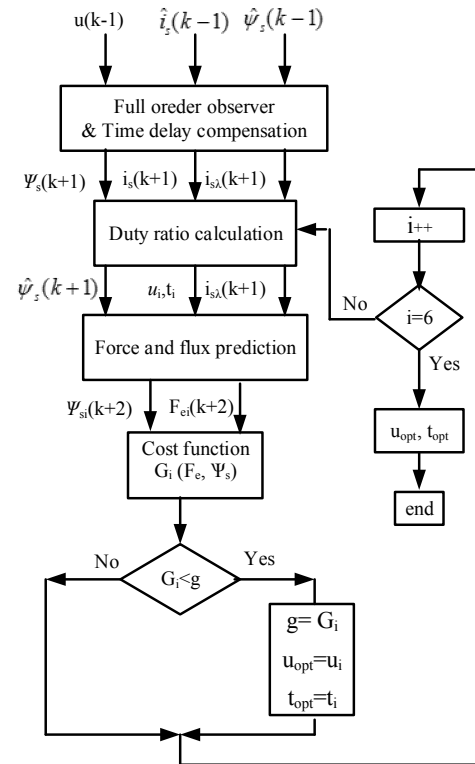 u(k-1) î_s(k−1) ψ̂_s(k−1)
Full oreder observer
& Time delay compensation
Ψ_s(k+1) i_s(k+1) i_sλ(k+1)
Duty ratio calculation
ψ̂_s(k+1) u_i,t_i i_sλ(k+1)
Force and flux prediction
Ψ_si(k+2) F_ei(k+2)
Cost function
G_i (F_e, Ψ_s)
No
G_i<g
Yes
g= G_i
u_opt=u_i
t_opt=t_i
i++
No
i=6
Yes
u_opt, t_opt
end